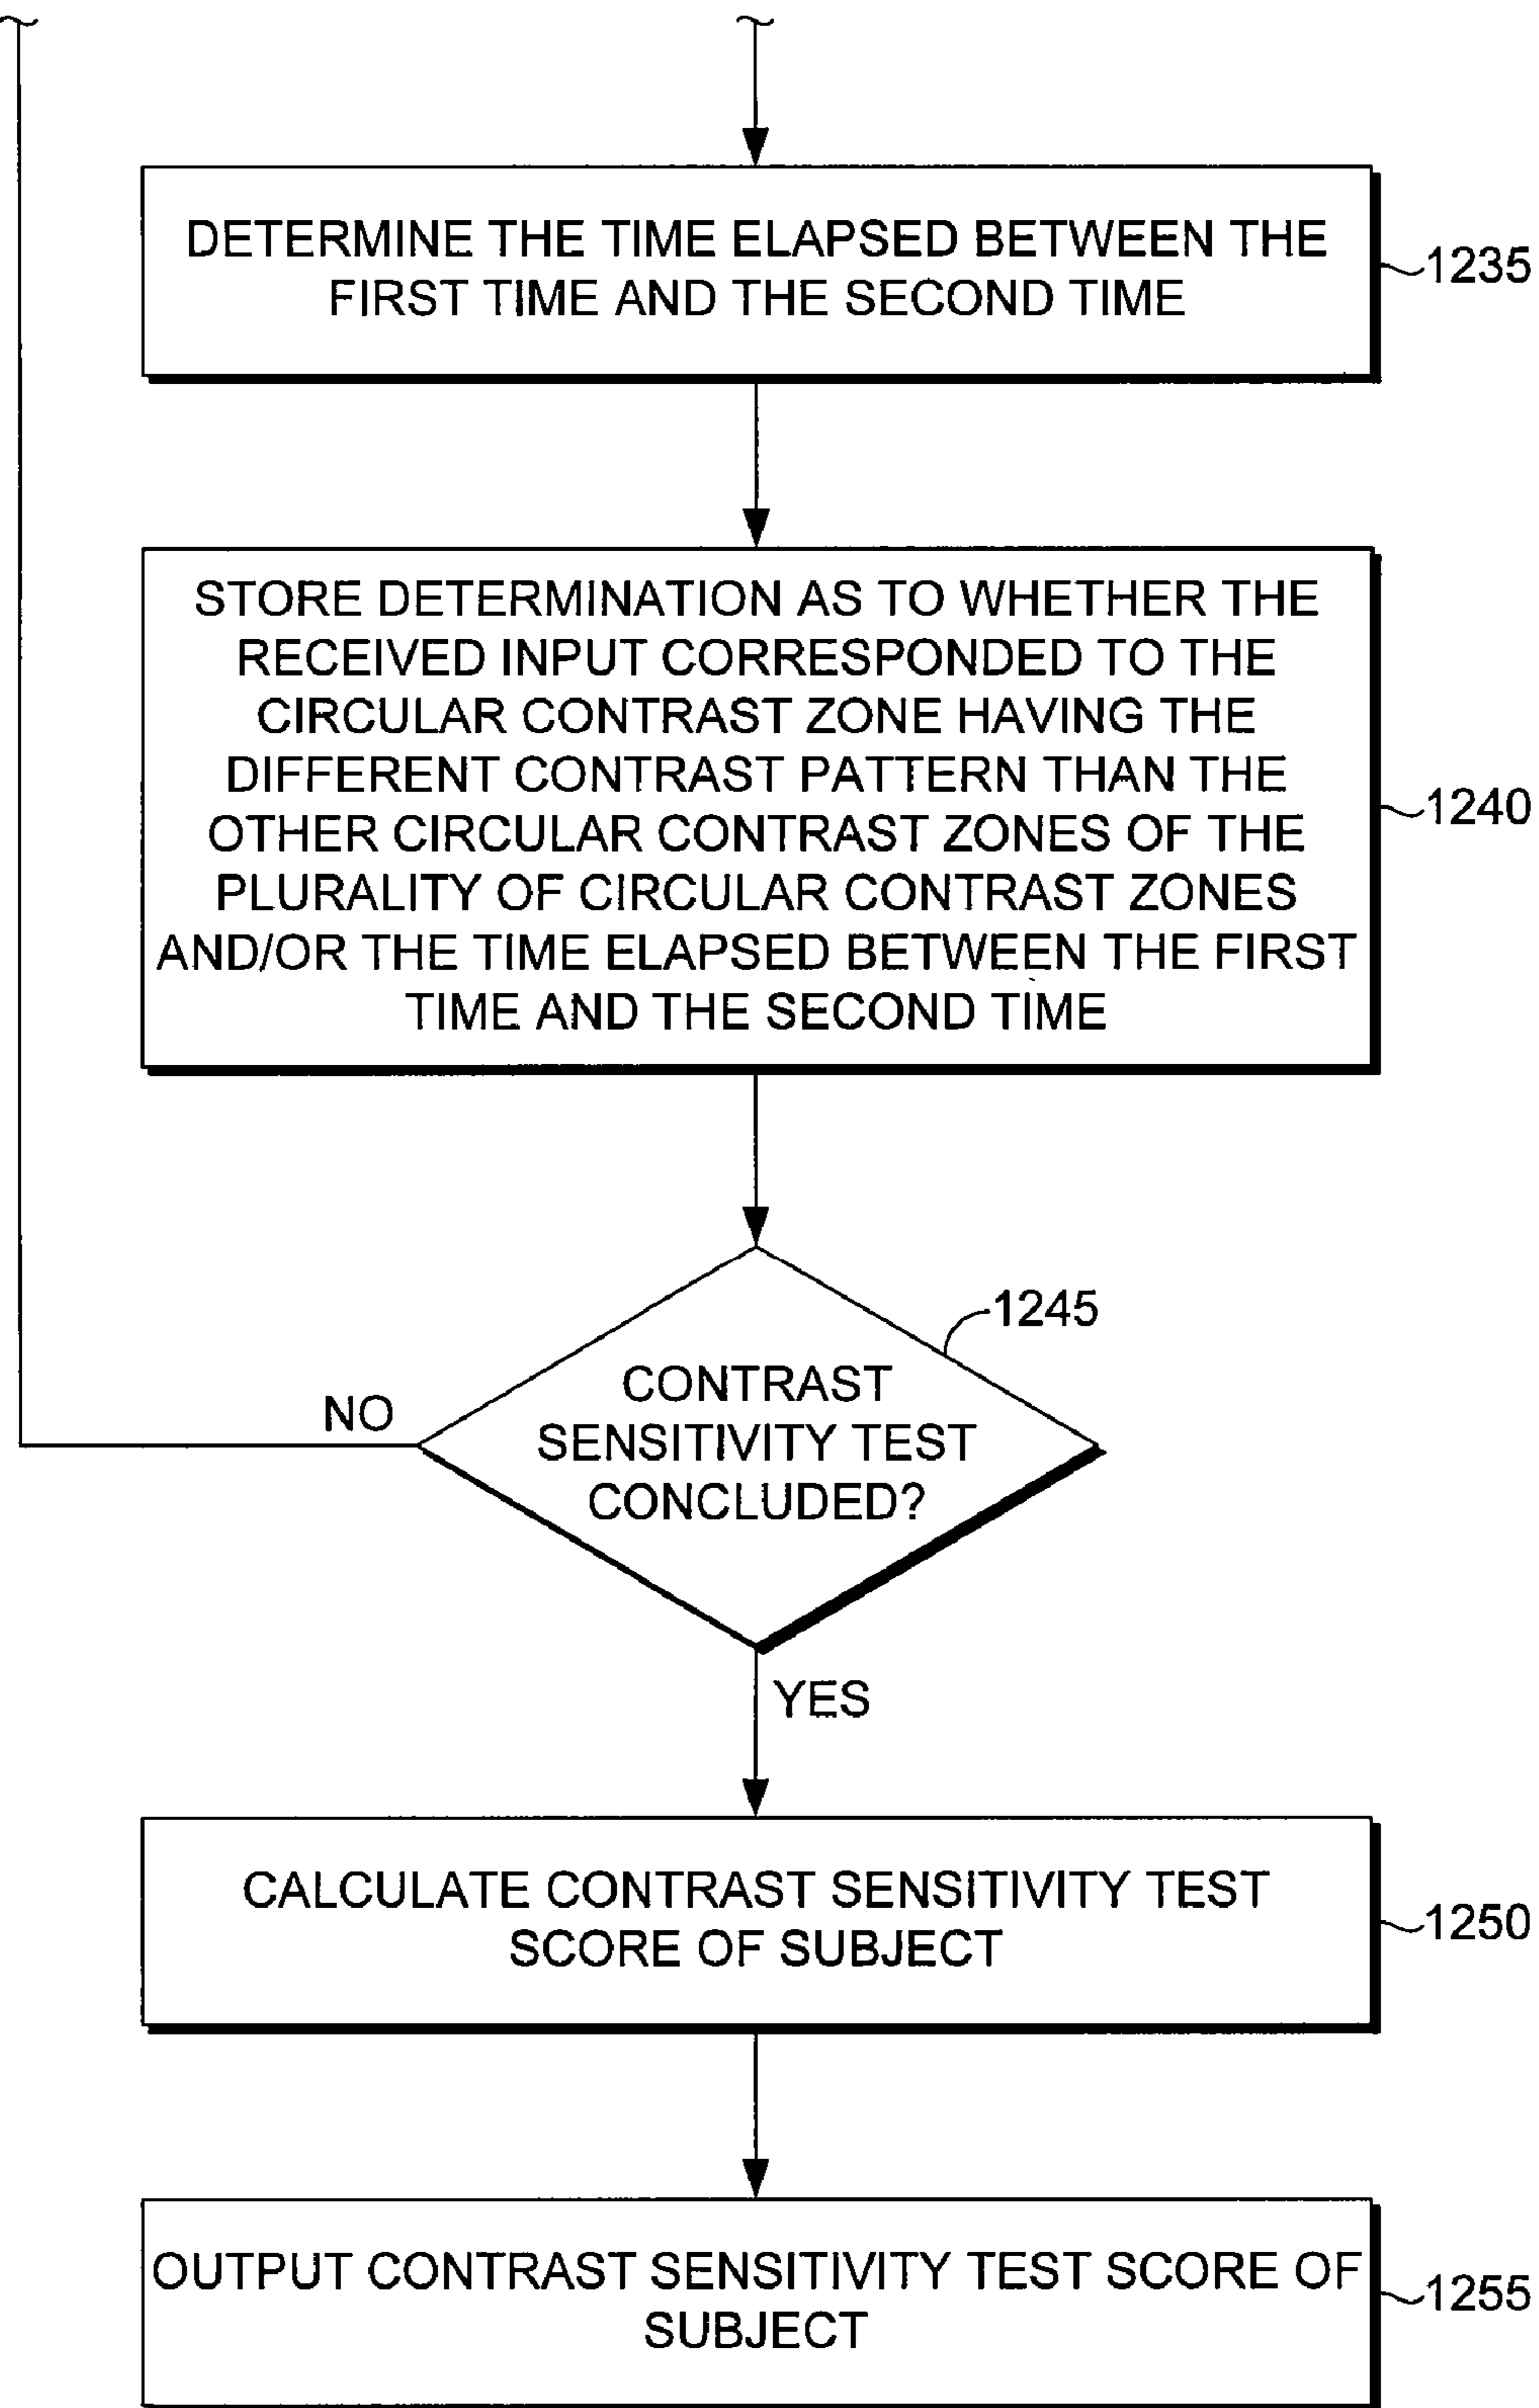 DETERMINE THE TIME ELAPSED BETWEEN THE
FIRST TIME AND THE SECOND TIME
1235
STORE DETERMINATION AS TO WHETHER THE
RECEIVED INPUT CORRESPONDED TO THE
CIRCULAR CONTRAST ZONE HAVING THE
DIFFERENT CONTRAST PATTERN THAN THE
OTHER CIRCULAR CONTRAST ZONES OF THE
PLURALITY OF CIRCULAR CONTRAST ZONES
AND/OR THE TIME ELAPSED BETWEEN THE FIRST
TIME AND THE SECOND TIME
1240
1245
CONTRAST
SENSITIVITY TEST
CONCLUDED?
NO
YES
CALCULATE CONTRAST SENSITIVITY TEST
SCORE OF SUBJECT
1250
OUTPUT CONTRAST SENSITIVITY TEST SCORE OF
SUBJECT
1255